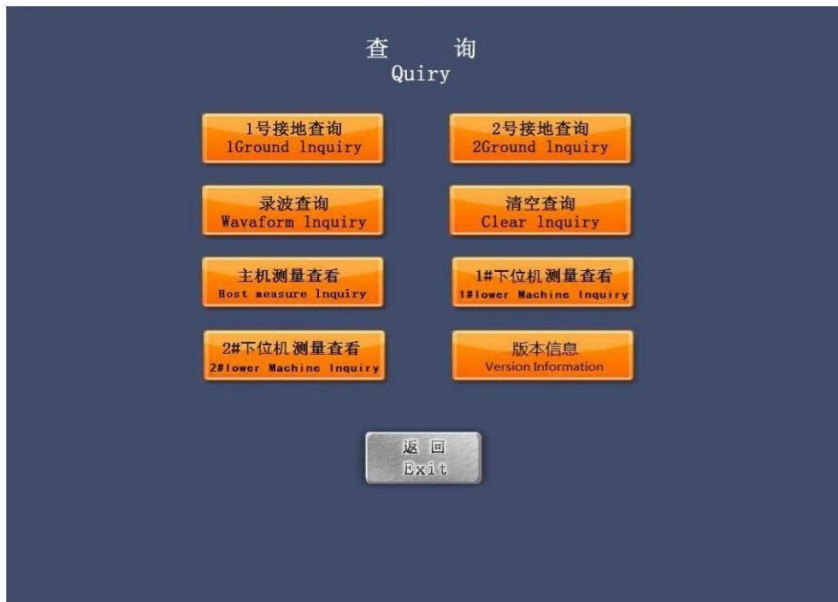 查 询
Quiry
1号接地查询
1Ground lnquiry
2号接地查询
2Ground lnquiry
录波查询
Wavaform lnquiry
清空查询
Clear lnquiry
主机测量查看
Host measure lnquiry
1#下位机测量查看
1#lower Machine Inquiry
2#下位机测量查看
2#lower Machine Inquiry
版本信息
Version Information
返 回
Exit